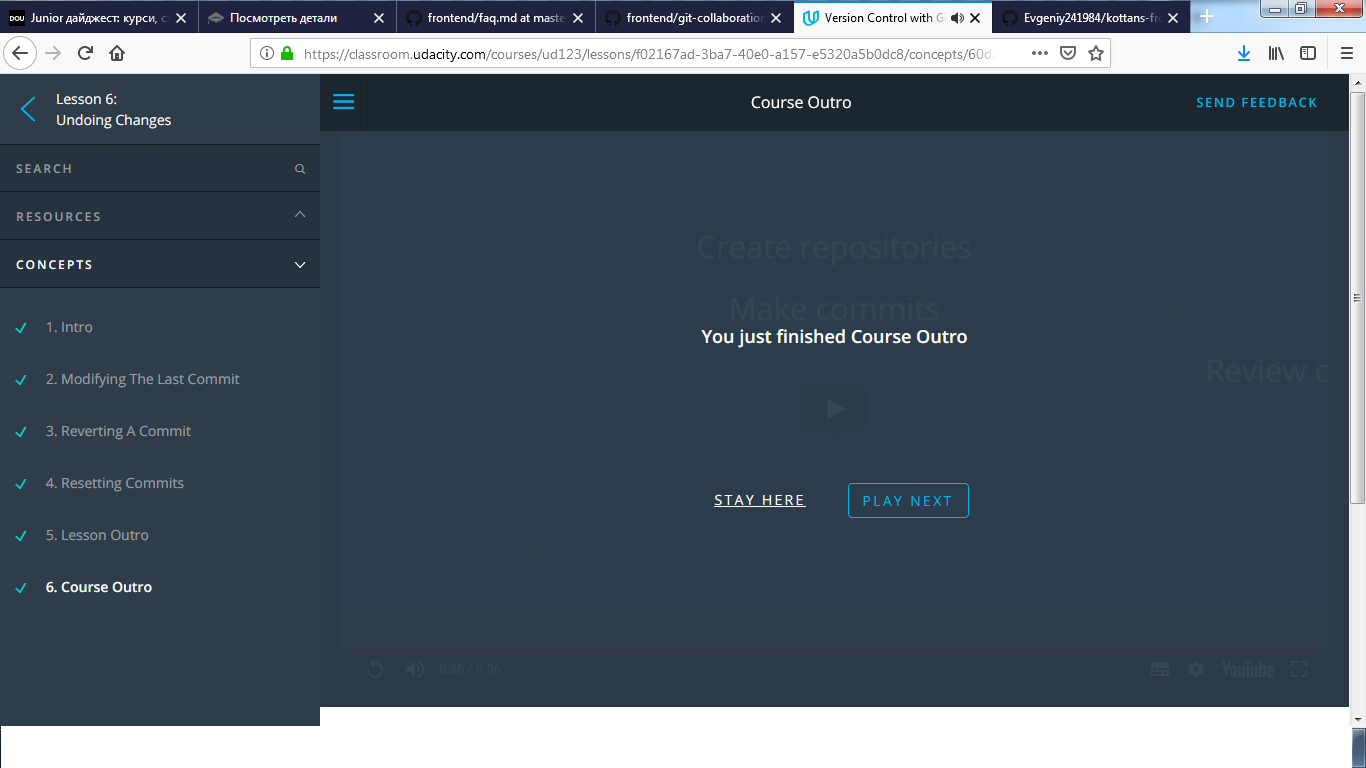 Junior дайджест: курси, ст
Посмотреть детали
frontend/faq.md at maste
frontend/git-collaboration
Version Control with Gi
Evgeniy241984/kottans-fro
https://classroom.udacity.com/courses/ud123/lessons/f02167ad-3ba7-40e0-a157-e5320a5b0dc8/concepts/60d
Lesson 6:
Undoing Changes
Course Outro
SEND FEEDBACK
SEARCH
RESOURCES
CONCEPTS
1. Intro
2. Modifying The Last Commit
3. Reverting A Commit
4. Resetting Commits
5. Lesson Outro
6. Course Outro
Create repositories
Make commits
You just finished Course Outro
Review c
STAY HERE
PLAY NEXT
0:36 / 0:36
YouTube